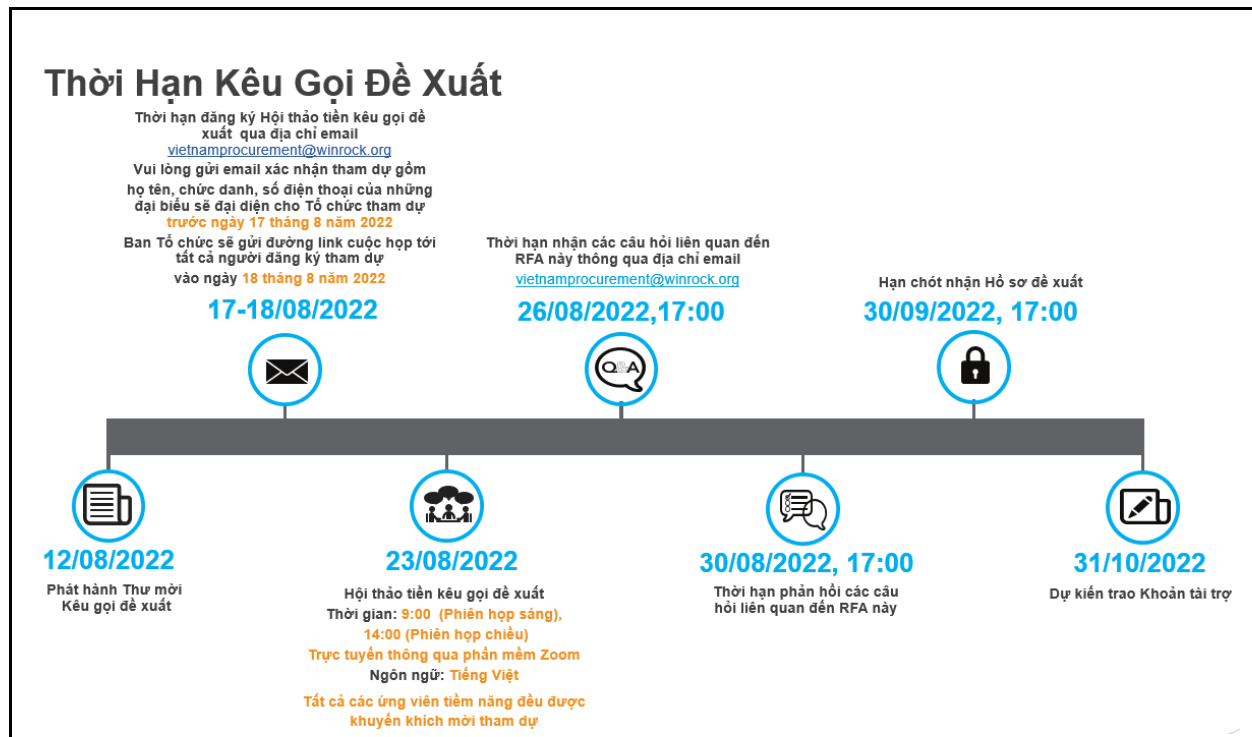 Thời Hạn Kêu Gọi Đề Xuất
Thời hạn đăng ký Hội thảo tiền kêu gọi đề
xuất qua địa chỉ email
vietnamprocurement@winrock.org
Vui lòng gửi email xác nhận tham dự gồm
họ tên, chức danh, số điện thoại của những
đại biểu sẽ đại diện cho Tổ chức tham dự
trước ngày 17 tháng 8 năm 2022
Ban Tổ chức sẽ gửi đường link cuộc họp tới
tất cả người đăng ký tham dự
vào ngày 18 tháng 8 năm 2022
17-18/08/2022
Thời hạn nhận các câu hỏi liên quan đến
RFA này thông qua địa chỉ email
vietnamprocurement@winrock.org
26/08/2022,17:00
Q&A
Hạn chót nhận Hồ sơ đề xuất
30/09/2022, 17:00
12/08/2022
Phát hành Thư mời
Kêu gọi đề xuất
23/08/2022
Hội thảo tiền kêu gọi đề xuất
Thời gian: 9:00 (Phiên họp sáng),
14:00 (Phiên họp chiều)
Trực tuyến thông qua phần mềm Zoom
Ngôn ngữ: Tiếng Việt
Tất cả các ứng viên tiềm năng đều được
khuyến khích mời tham dự
30/08/2022, 17:00
Thời hạn phản hồi các câu
hỏi liên quan đến RFA này
31/10/2022
Dự kiến trao Khoản tài trợ